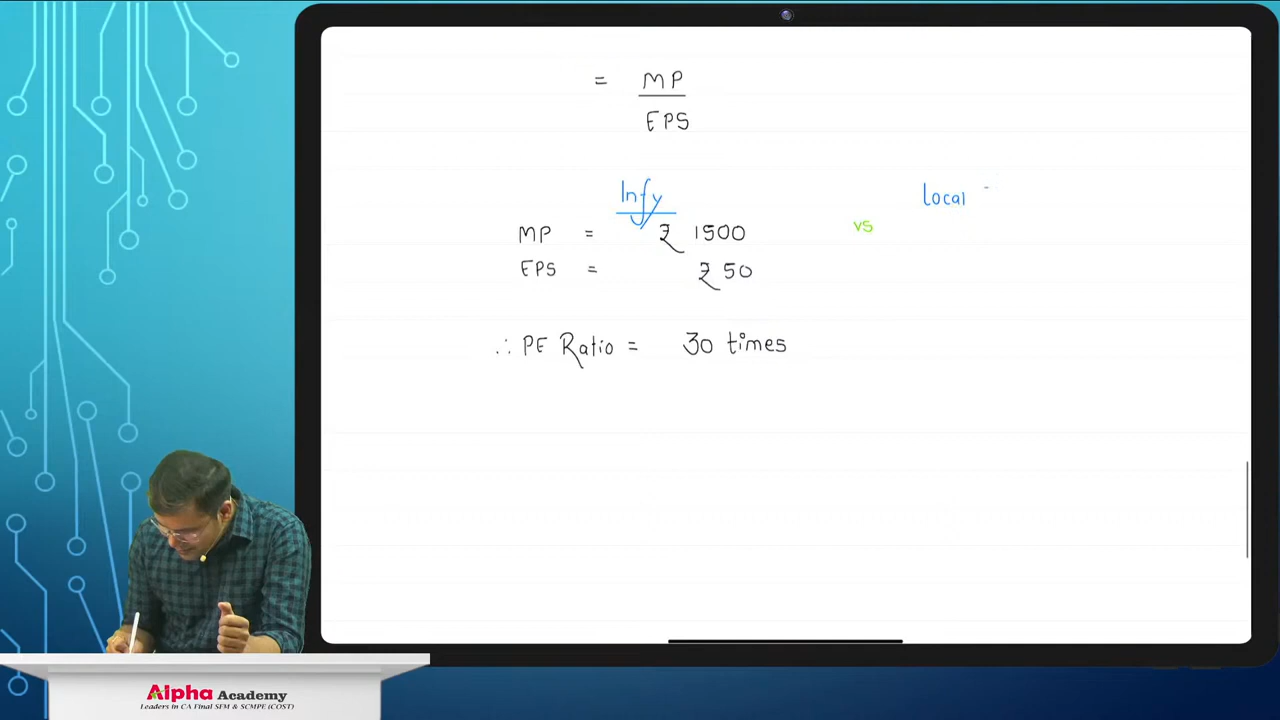 = MP
EPS
Infy
local
MP = ₹ 1500
vs
EPS = ₹ 50
∴ PE Ratio = 30 times
Alpha Academy
Leaders in CA Final SFM & SCMPE (COST)